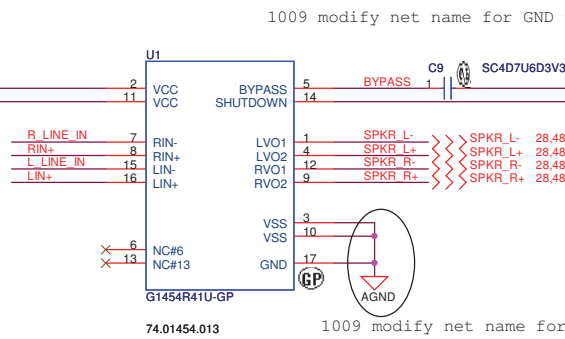 1009 modify net name for GND
U1
C9 SC4D7U6D3V3
2 VCC BYPASS 5 BYPASS 1
11 VCC SHUTDOWN 14
R_LINE_IN 7 RIN- LVO1 1 SPKR_L- SPKR_L- 28,48
RIN+ 8 RIN+ LVO2 4 SPKR_L+ SPKR_L+ 28,48
L_LINE_IN 15 LIN- RVO1 12 SPKR_R- SPKR_R- 28,48
LIN+ 16 LIN+ RVO2 9 SPKR_R+ SPKR_R+ 28,48
VSS 3
VSS 10
6 NC#6
13 NC#13 GND 17
GP
G1454R41U-GP AGND
74.01454.013 1009 modify net name for